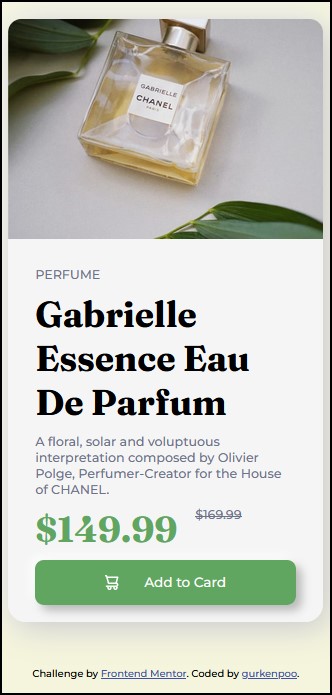 GABRIELLE
CHANEL
PARIS
PERFUME
Gabrielle
Essence Eau
De Parfum
A floral, solar and voluptuous
interpretation composed by Olivier
Polge, Perfumer-Creator for the House
of CHANEL.
$149.99 $169.99
Add to Card
Challenge by Frontend Mentor. Coded by gurkenpoo.